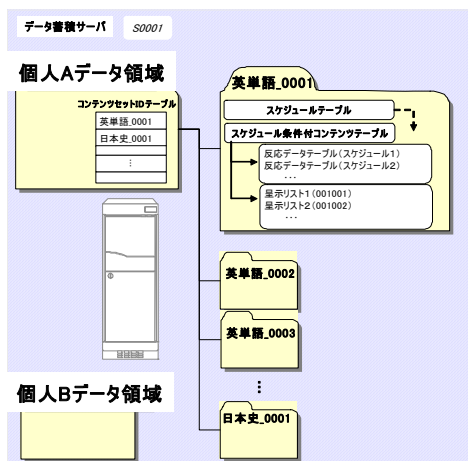 データ蓄積サーバ
S0001
個人Aデータ領域
コンテンツセットIDテーブル
英単語_0001
日本史_0001
⋮
英単語_0001
スケジュールテーブル
スケジュール条件付コンテンツテーブル
反応データテーブル(スケジュール1)
反応データテーブル(スケジュール2)
…
呈示リスト1(001001)
呈示リスト2(001002)
…
英単語_0002
英単語_0003
⋮
個人Bデータ領域
日本史_0001